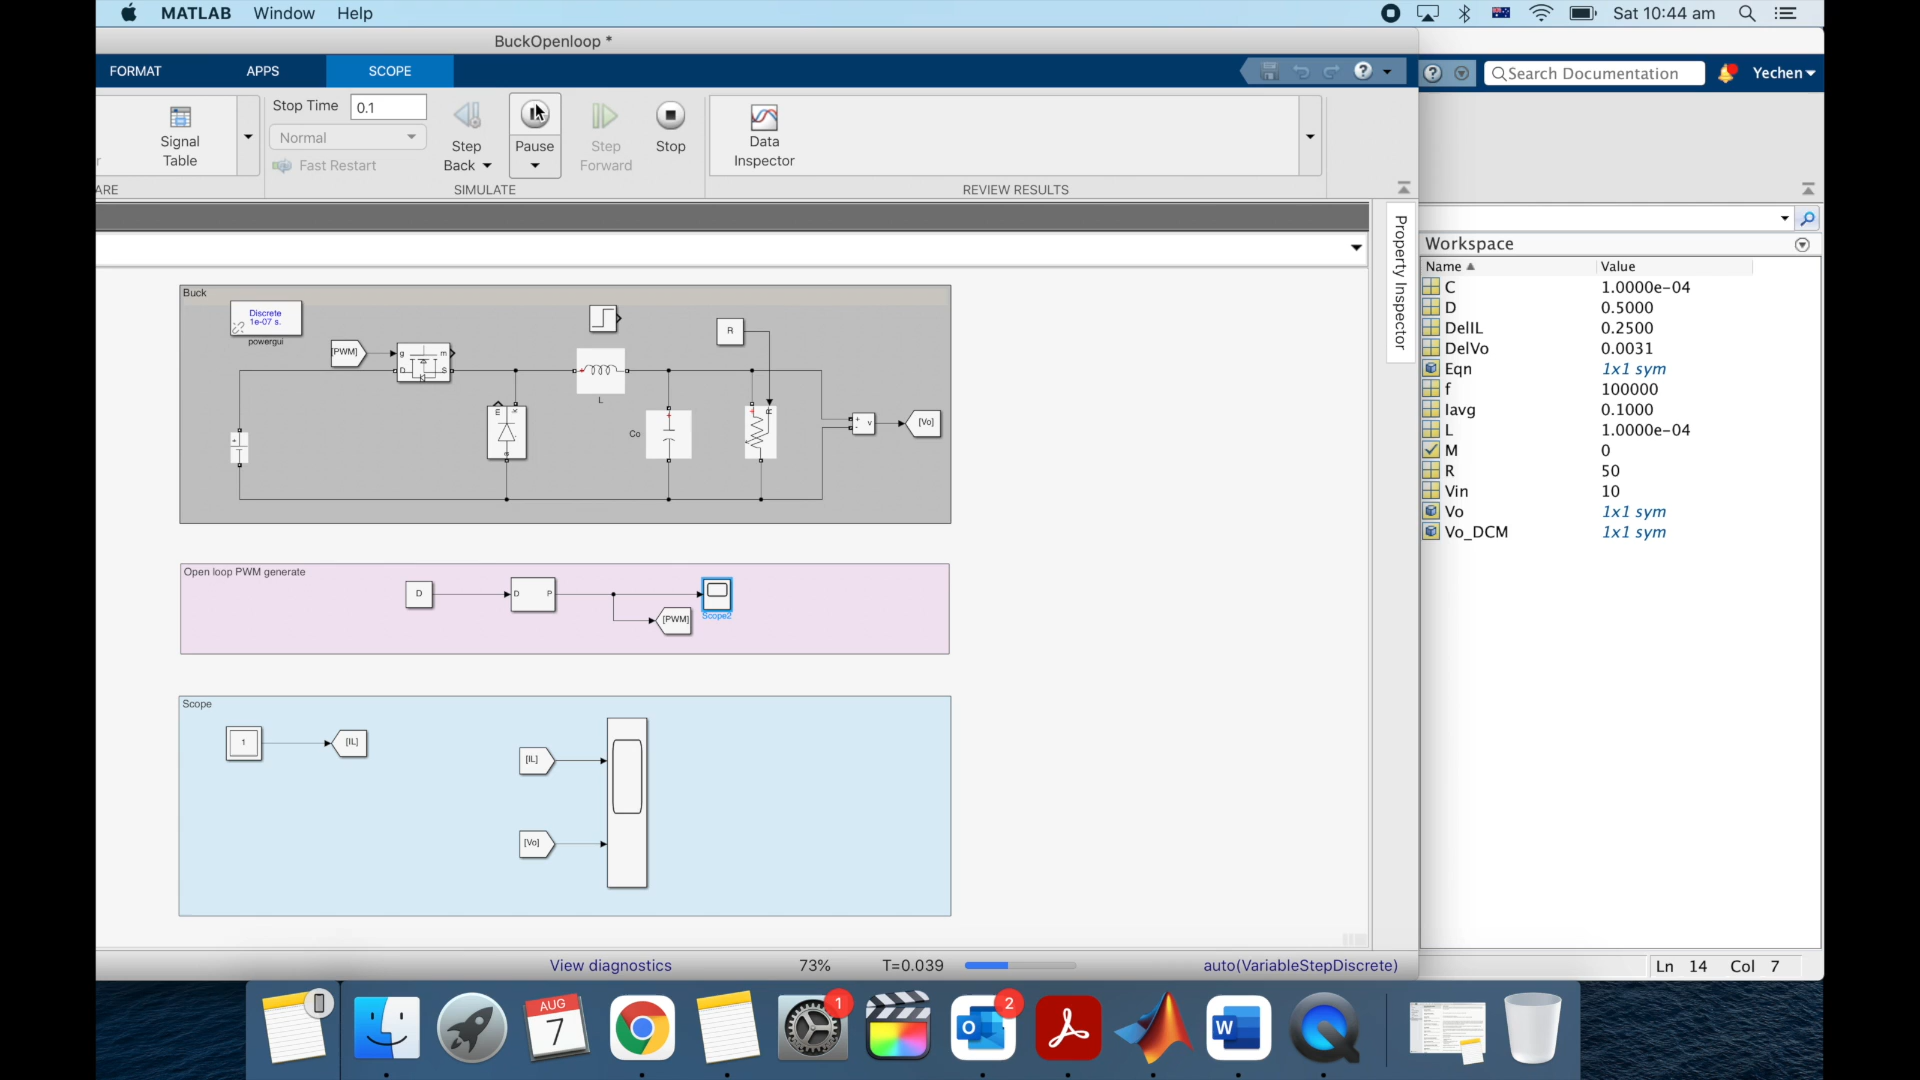 MATLAB Window Help
Sat 10:44 am
BuckOpenloop *
FORMAT APPS SCOPE
Search Documentation Yechen
Signal Table
Stop Time 0.1
Normal
Fast Restart
Step Back
Pause
Step Forward
Stop
Data Inspector
ARE SIMULATE REVIEW RESULTS
Property Inspector
Workspace
Name Value
C 1.0000e-04
D 0.5000
DelIL 0.2500
DelVo 0.0031
Eqn 1x1 sym
f 100000
Iavg 0.1000
L 1.0000e-04
M 0
R 50
Vin 10
Vo 1x1 sym
Vo_DCM 1x1 sym
Buck
Discrete
1e-07 s.
powergui
[PWM]
g m
D S
R
L
m k
a
Co
R
+ v
-
[Vo]
Open loop PWM generate
D
D P
[PWM]
Scope2
Scope
1
[IL]
[IL]
[Vo]
View diagnostics 73% T=0.039 auto(VariableStepDiscrete)
Ln 14 Col 7
1
2
AUG
7
O
W